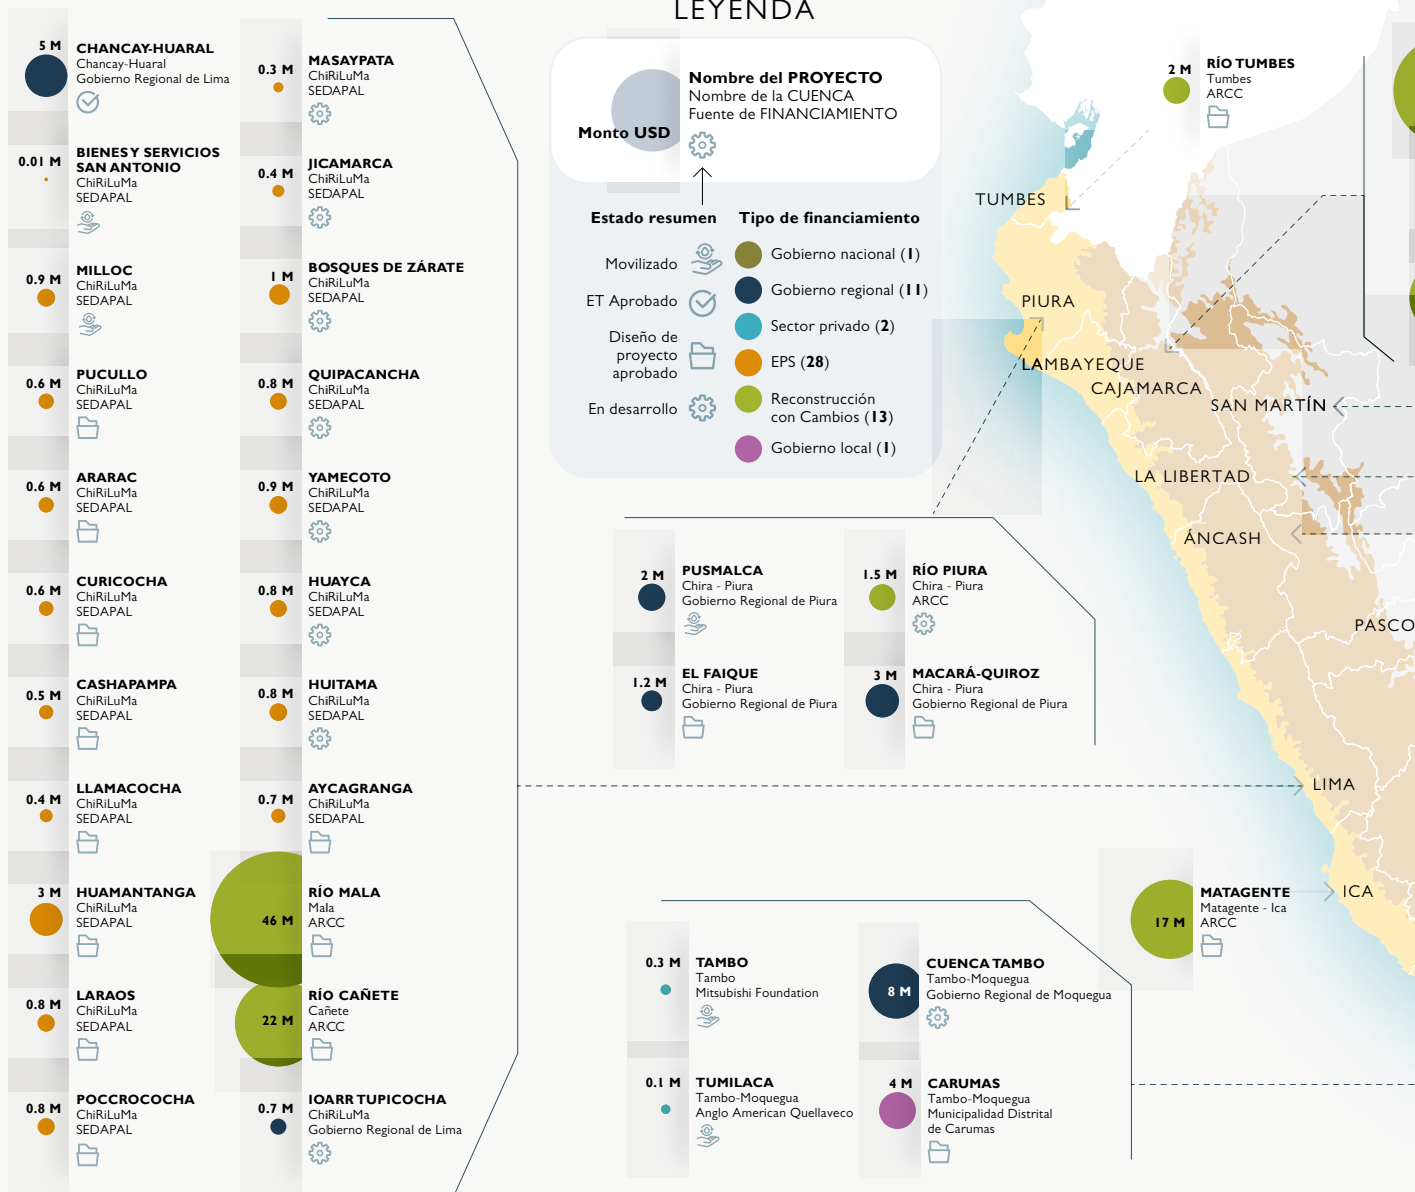 LEYENDA
5 M
CHANCAY-HUARAL
Chancay-Huaral
Gobierno Regional de Lima
0.01 M
BIENES Y SERVICIOS
SAN ANTONIO
ChiRiLuMa
SEDAPAL
0.9 M
MILLOC
ChiRiLuMa
SEDAPAL
0.6 M
PUCULLO
ChiRiLuMa
SEDAPAL
0.6 M
ARARAC
ChiRiLuMa
SEDAPAL
0.6 M
CURICOCHA
ChiRiLuMa
SEDAPAL
0.5 M
CASHAPAMPA
ChiRiLuMa
SEDAPAL
0.4 M
LLAMACOCHA
ChiRiLuMa
SEDAPAL
3 M
HUAMANTANGA
ChiRiLuMa
SEDAPAL
0.8 M
LARAOS
ChiRiLuMa
SEDAPAL
0.8 M
POCCROCOCHA
ChiRiLuMa
SEDAPAL
0.3 M
MASAYPATA
ChiRiLuMa
SEDAPAL
0.4 M
JICAMARCA
ChiRiLuMa
SEDAPAL
1 M
BOSQUES DE ZÁRATE
ChiRiLuMa
SEDAPAL
0.8 M
QUIPACANCHA
ChiRiLuMa
SEDAPAL
0.9 M
YAMECOTO
ChiRiLuMa
SEDAPAL
0.8 M
HUAYCA
ChiRiLuMa
SEDAPAL
0.8 M
HUITAMA
ChiRiLuMa
SEDAPAL
0.7 M
AYCAGRANGA
ChiRiLuMa
SEDAPAL
46 M
RÍO MALA
Mala
ARCC
22 M
RÍO CAÑETE
Cañete
ARCC
0.7 M
IOARR TUPICOCHA
ChiRiLuMa
Gobierno Regional de Lima
Monto USD
Nombre del PROYECTO
Nombre de la CUENCA
Fuente de FINANCIAMIENTO
Estado resumen
Movilizado
ET Aprobado
Diseño de
proyecto
aprobado
En desarrollo
Tipo de financiamiento
Gobierno nacional (1)
Gobierno regional (11)
Sector privado (2)
EPS (28)
Reconstrucción
con Cambios (13)
Gobierno local (1)
2 M
PUSMALCA
Chira - Piura
Gobierno Regional de Piura
1.5 M
RÍO PIURA
Chira - Piura
ARCC
1.2 M
EL FAIQUE
Chira - Piura
Gobierno Regional de Piura
3 M
MACARÁ-QUIROZ
Chira - Piura
Gobierno Regional de Piura
0.3 M
TAMBO
Tambo
Mitsubishi Foundation
8 M
CUENCA TAMBO
Tambo-Moquegua
Gobierno Regional de Moquegua
0.1 M
TUMILACA
Tambo-Moquegua
Anglo American Quellaveco
4 M
CARUMAS
Tambo-Moquegua
Municipalidad Distrital
de Carumas
2 M
RÍO TUMBES
Tumbes
ARCC
TUMBES
PIURA
LAMBAYEQUE
CAJAMARCA
SAN MARTÍN
LA LIBERTAD
ÁNCASH
PASCO
LIMA
ICA
17 M
MATAGENTE
Matagente - Ica
ARCC